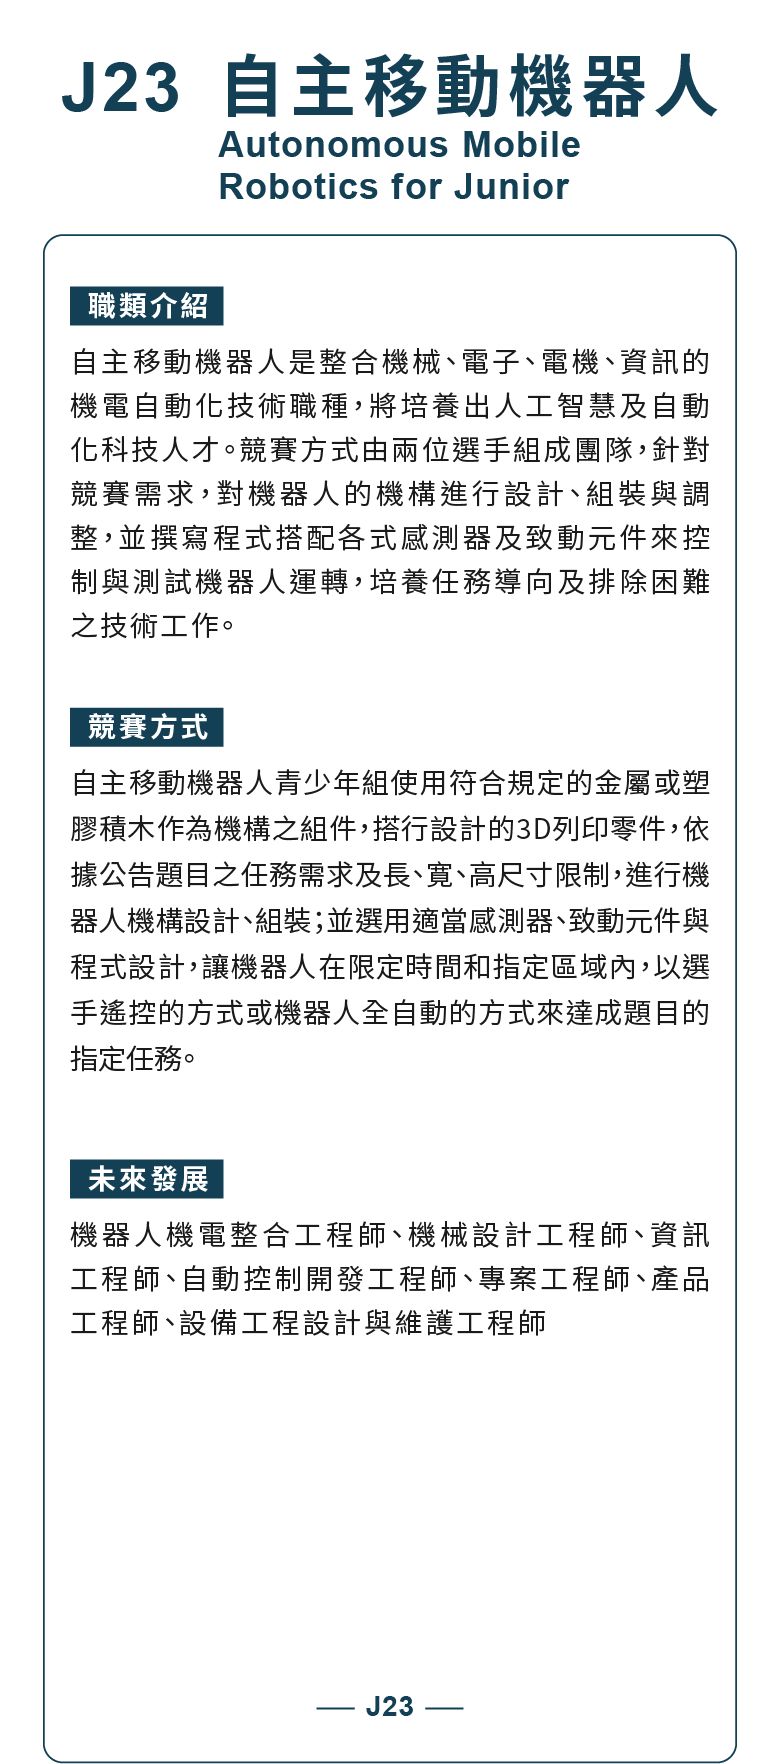 J23 自主移動機器人
Autonomous Mobile
Robotics for Junior
職類介紹
自主移動機器人是整合機械、電子、電機、資訊的
機電自動化技術職種，將培養出人工智慧及自動
化科技人才。競賽方式由兩位選手組成團隊，針對
競賽需求，對機器人的機構進行設計、組裝與調
整，並撰寫程式搭配各式感測器及致動元件來控
制與測試機器人運轉，培養任務導向及排除困難
之技術工作。
競賽方式
自主移動機器人青少年組使用符合規定的金屬或塑
膠積木作為機構之組件，搭行設計的3D列印零件，依
據公告題目之任務需求及長、寬、高尺寸限制，進行機
器人機構設計、組裝；並選用適當感測器、致動元件與
程式設計，讓機器人在限定時間和指定區域內，以選
手遙控的方式或機器人全自動的方式來達成題目的
指定任務。
未來發展
機器人機電整合工程師、機械設計工程師、資訊
工程師、自動控制開發工程師、專案工程師、產品
工程師、設備工程設計與維護工程師
J23